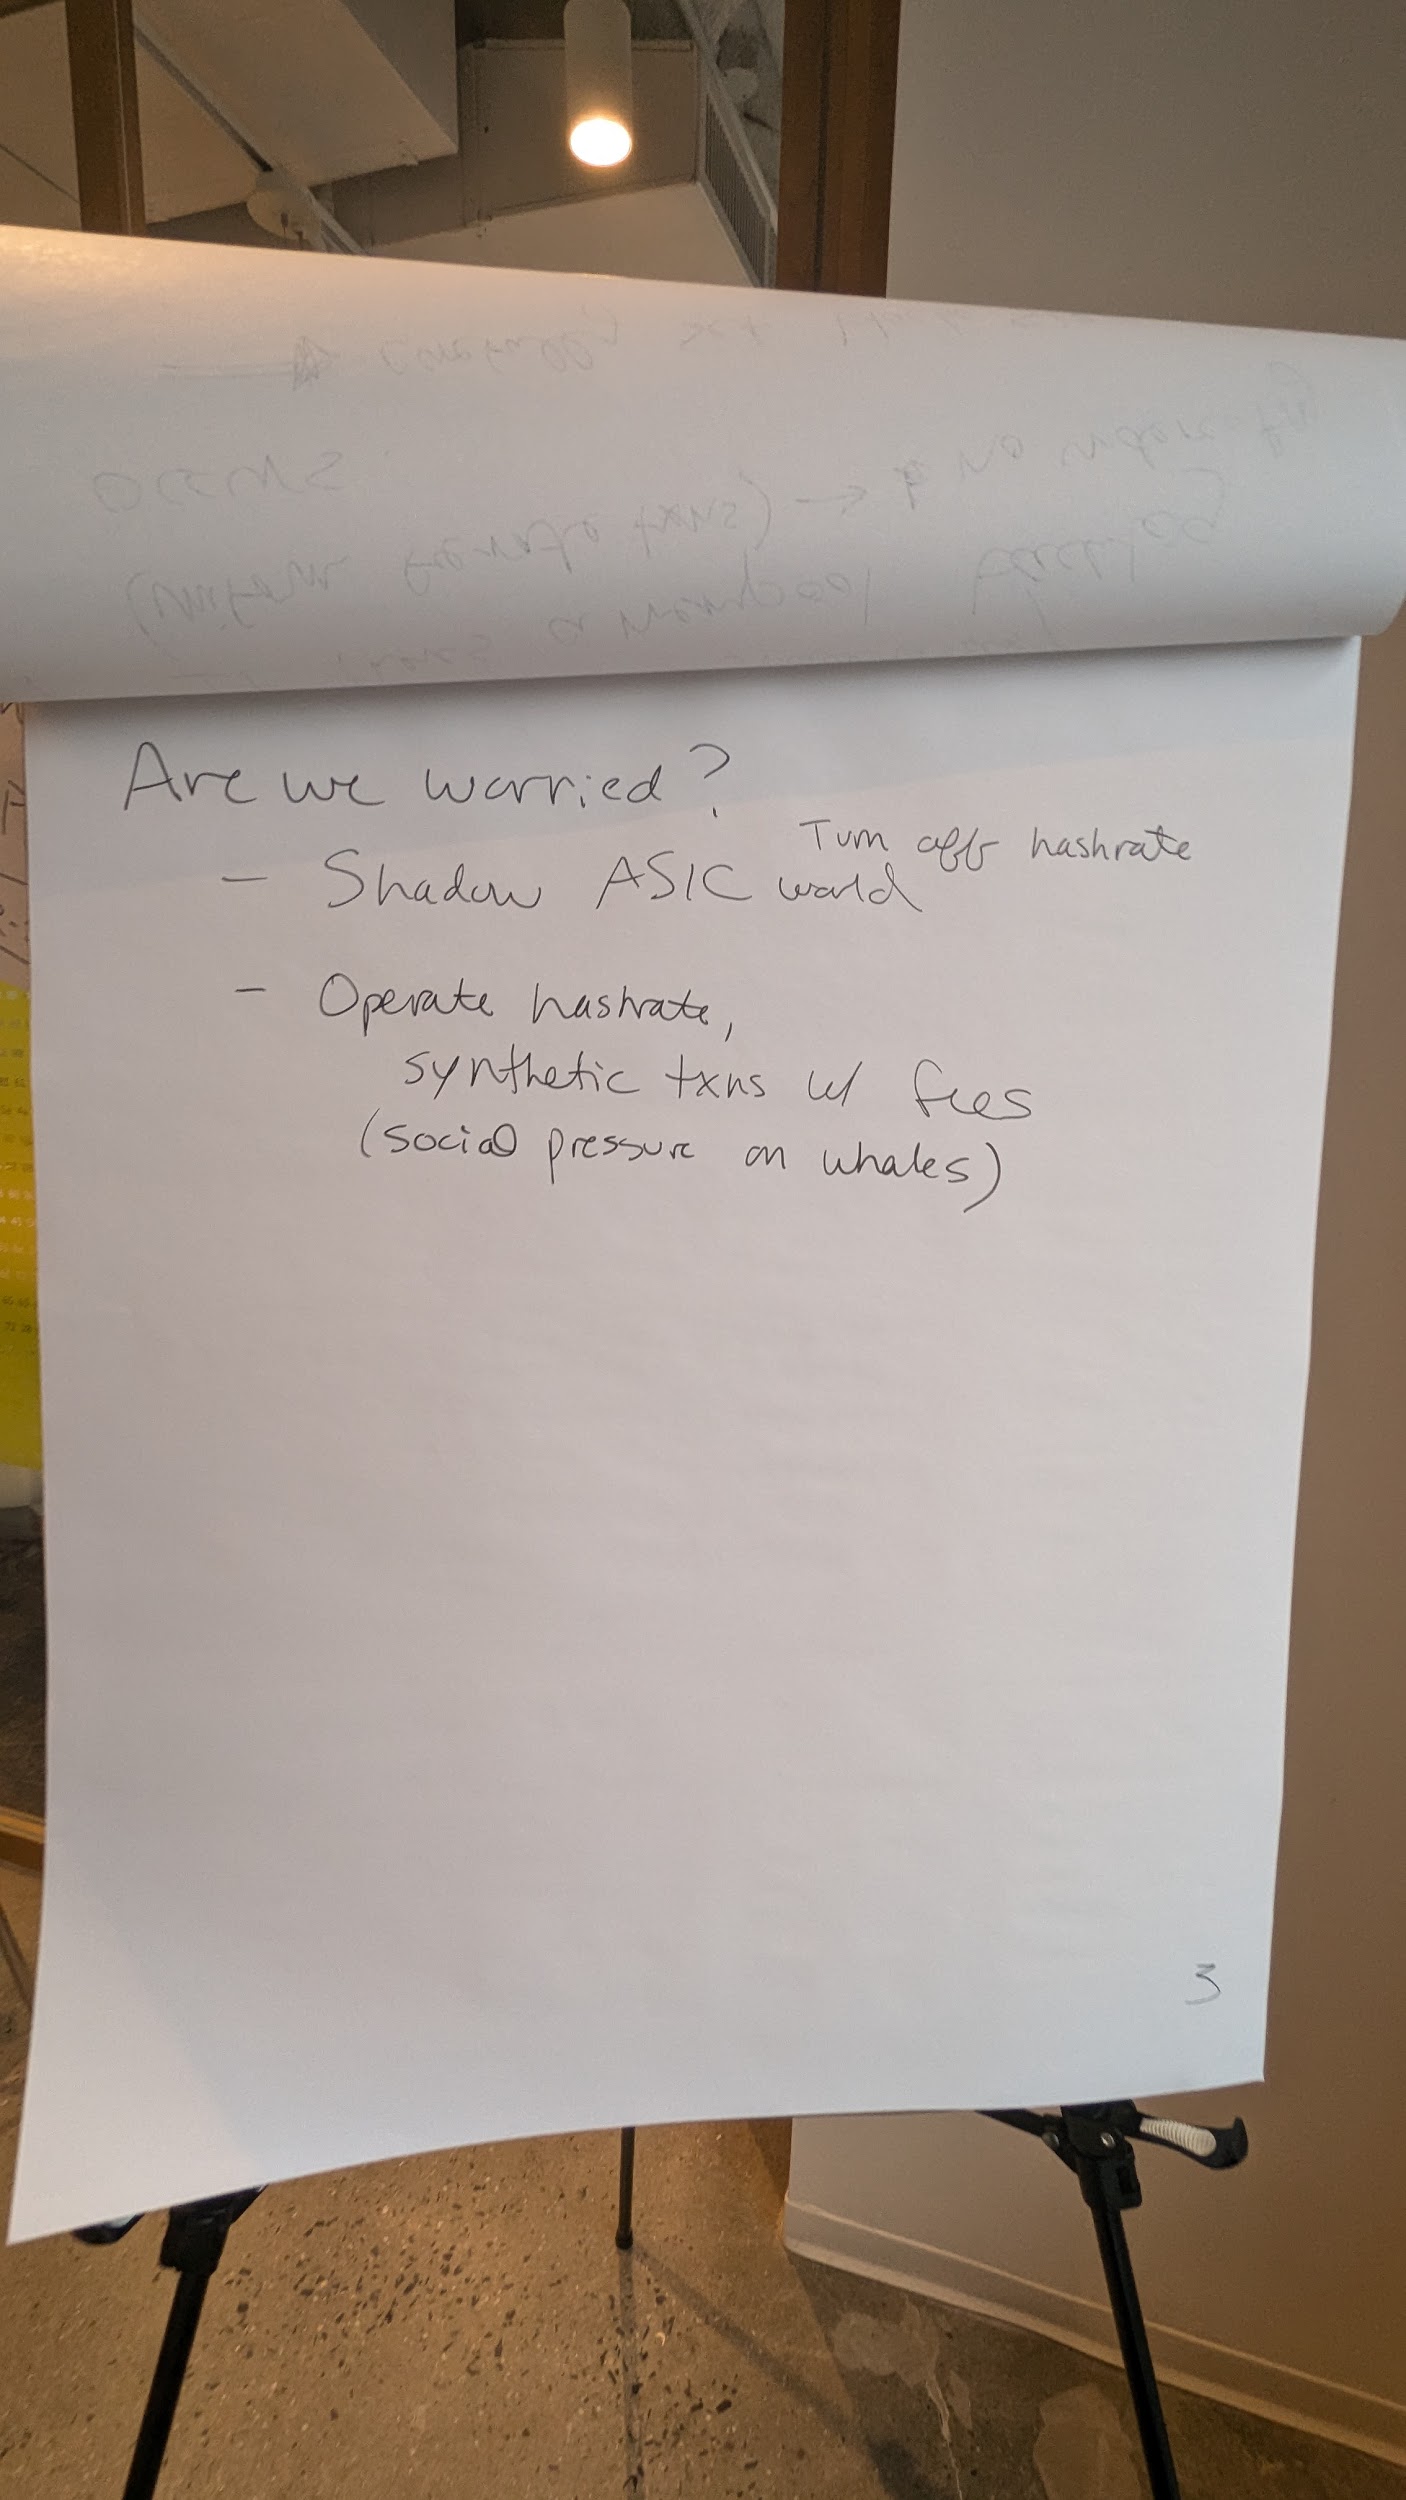 Are we worried?
Turn off hashrate
- Shadow ASIC world
- Operate hashrate,
synthetic txns w/ fees
(social pressure on whales)
3